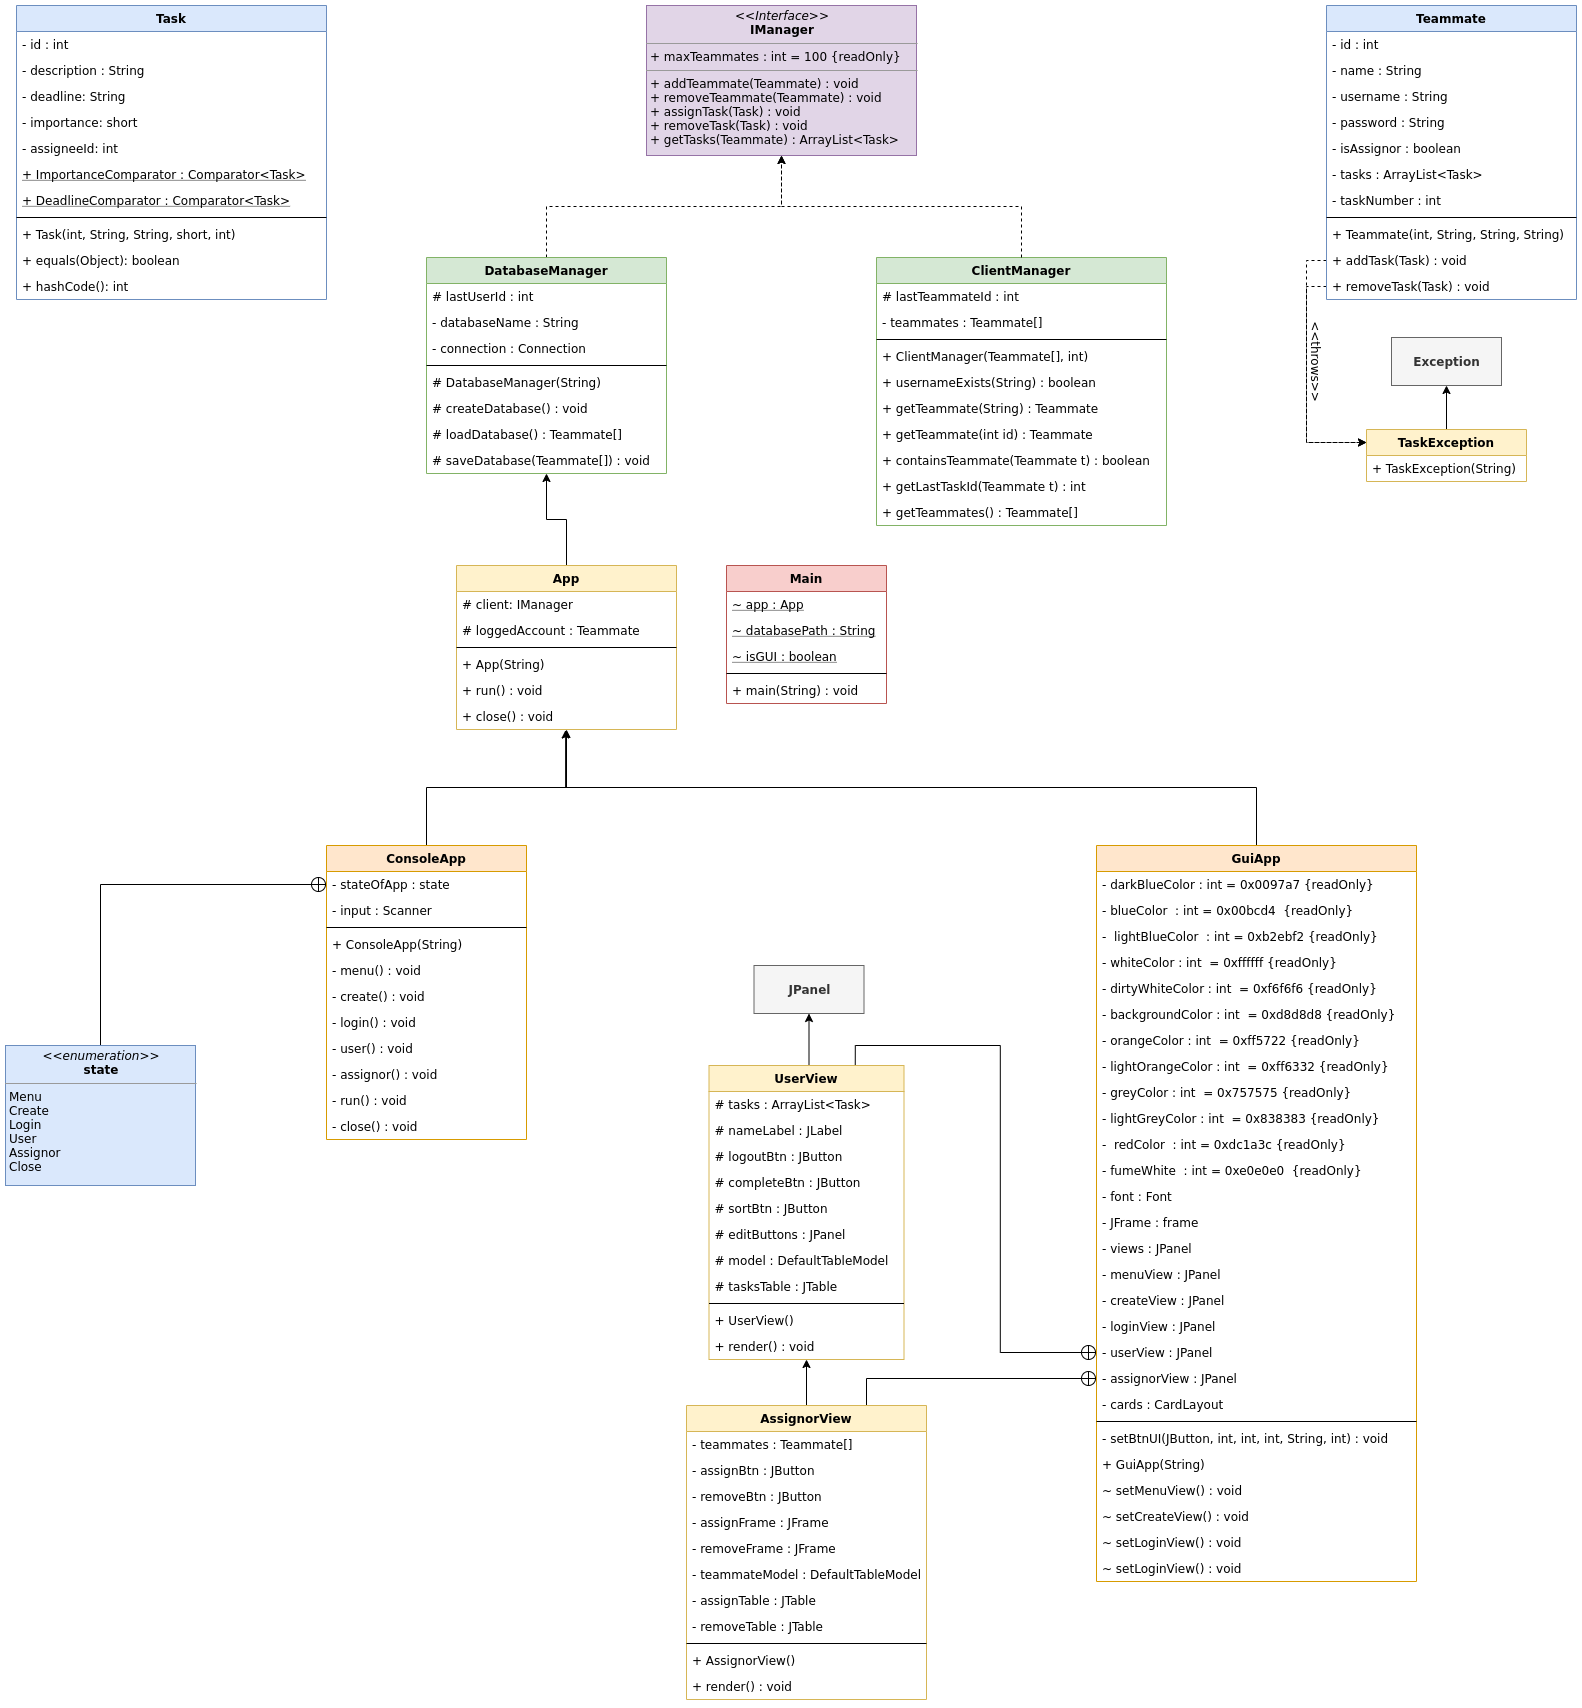 Task
- id : int
- description : String
- deadline: String
- importance: short
- assigneeId: int
+ ImportanceComparator : Comparator<Task>
+ DeadlineComparator : Comparator<Task>
+ Task(int, String, String, short, int)
+ equals(Object): boolean
+ hashCode(): int
<<Interface>>
IManager
+ maxTeammates : int = 100 {readOnly}
+ addTeammate(Teammate) : void
+ removeTeammate(Teammate) : void
+ assignTask(Task) : void
+ removeTask(Task) : void
+ getTasks(Teammate) : ArrayList<Task>
Teammate
- id : int
- name : String
- username : String
- password : String
- isAssignor : boolean
- tasks : ArrayList<Task>
- taskNumber : int
+ Teammate(int, String, String, String)
+ addTask(Task) : void
+ removeTask(Task) : void
<<throws>>
Exception
TaskException
+ TaskException(String)
DatabaseManager
# lastUserId : int
- databaseName : String
- connection : Connection
# DatabaseManager(String)
# createDatabase() : void
# loadDatabase() : Teammate[]
# saveDatabase(Teammate[]) : void
ClientManager
# lastTeammateId : int
- teammates : Teammate[]
+ ClientManager(Teammate[], int)
+ usernameExists(String) : boolean
+ getTeammate(String) : Teammate
+ getTeammate(int id) : Teammate
+ containsTeammate(Teammate t) : boolean
+ getLastTaskId(Teammate t) : int
+ getTeammates() : Teammate[]
App
# client: IManager
# loggedAccount : Teammate
+ App(String)
+ run() : void
+ close() : void
Main
~ app : App
~ databasePath : String
~ isGUI : boolean
+ main(String) : void
ConsoleApp
- stateOfApp : state
- input : Scanner
+ ConsoleApp(String)
- menu() : void
- create() : void
- login() : void
- user() : void
- assignor() : void
- run() : void
- close() : void
<<enumeration>>
state
Menu
Create
Login
User
Assignor
Close
JPanel
UserView
# tasks : ArrayList<Task>
# nameLabel : JLabel
# logoutBtn : JButton
# completeBtn : JButton
# sortBtn : JButton
# editButtons : JPanel
# model : DefaultTableModel
# tasksTable : JTable
+ UserView()
+ render() : void
AssignorView
- teammates : Teammate[]
- assignBtn : JButton
- removeBtn : JButton
- assignFrame : JFrame
- removeFrame : JFrame
- teammateModel : DefaultTableModel
- assignTable : JTable
- removeTable : JTable
+ AssignorView()
+ render() : void
GuiApp
- darkBlueColor : int = 0x0097a7 {readOnly}
- blueColor : int = 0x00bcd4 {readOnly}
- lightBlueColor : int = 0xb2ebf2 {readOnly}
- whiteColor : int = 0xffffff {readOnly}
- dirtyWhiteColor : int = 0xf6f6f6 {readOnly}
- backgroundColor : int = 0xd8d8d8 {readOnly}
- orangeColor : int = 0xff5722 {readOnly}
- lightOrangeColor : int = 0xff6332 {readOnly}
- greyColor : int = 0x757575 {readOnly}
- lightGreyColor : int = 0x838383 {readOnly}
- redColor : int = 0xdc1a3c {readOnly}
- fumeWhite : int = 0xe0e0e0 {readOnly}
- font : Font
- JFrame : frame
- views : JPanel
- menuView : JPanel
- createView : JPanel
- loginView : JPanel
- userView : JPanel
- assignorView : JPanel
- cards : CardLayout
- setBtnUI(JButton, int, int, int, String, int) : void
+ GuiApp(String)
~ setMenuView() : void
~ setCreateView() : void
~ setLoginView() : void
~ setLoginView() : void